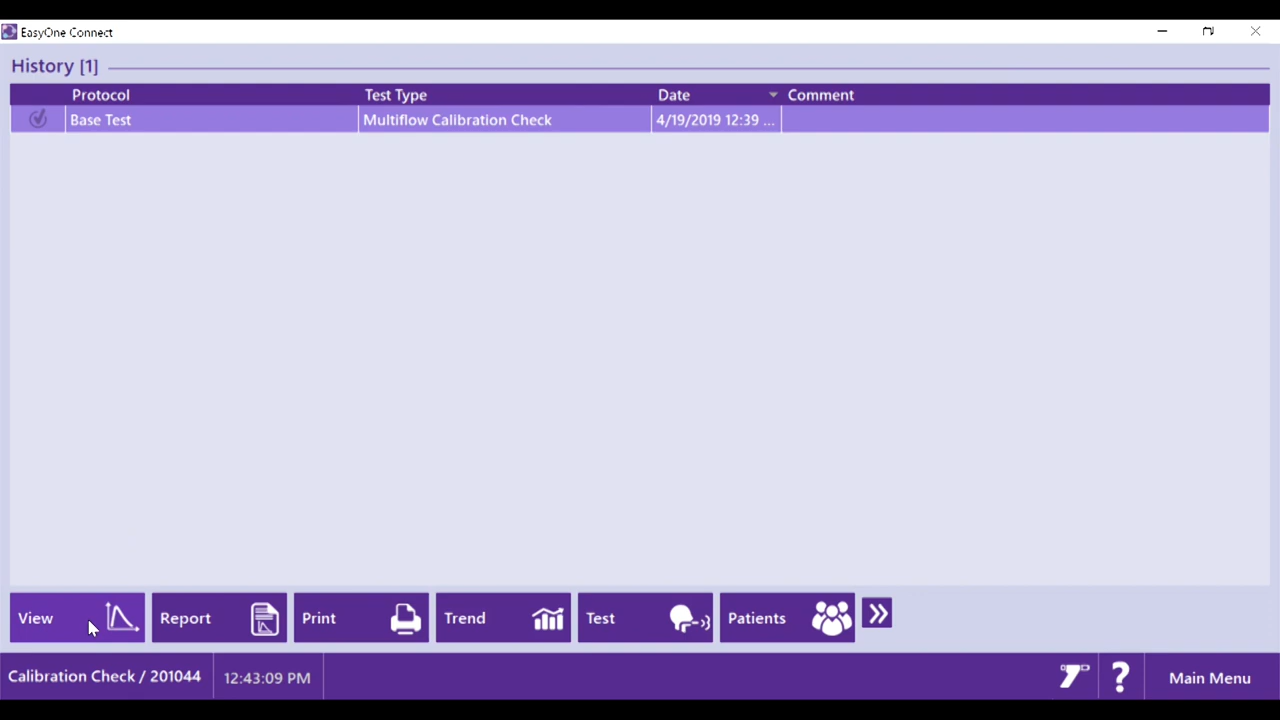 EasyOne Connect
History [1]
Protocol Test Type Date Comment
Base Test Multiflow Calibration Check 4/19/2019 12:39 ...
View Report Print Trend Test Patients
Calibration Check / 201044 12:43:09 PM ? Main Menu